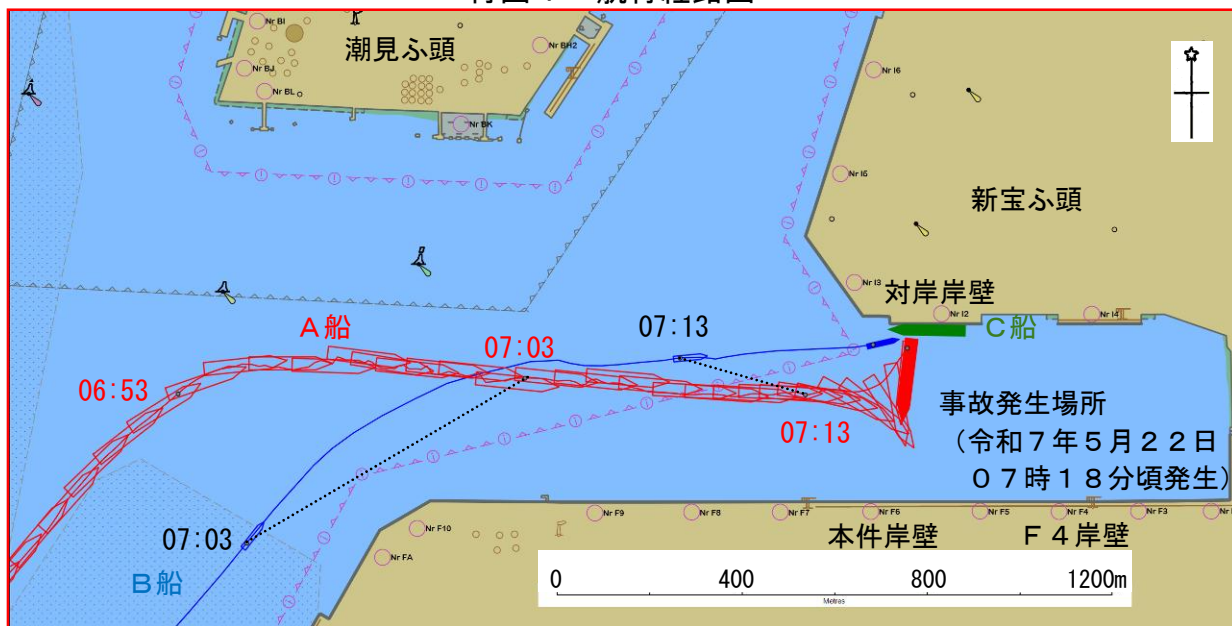 潮見ふ頭
Nr BI
Nr BH2
Nr BJ
Nr BL
Nr BK
Nr I6
Nr I5
新宝ふ頭
Nr I3
対岸岸壁
Nr I2
Nr I4
C船
A船
07:03
07:13
06:53
07:13
事故発生場所
（令和７年５月２２日
０７時１８分頃発生）
07:03
B船
Nr F10
Nr FA
Nr F9
Nr F8
Nr F7
Nr F6
Nr F5
Nr F4
Nr F3
本件岸壁
Ｆ４岸壁
0
400
800
1200m
Metres